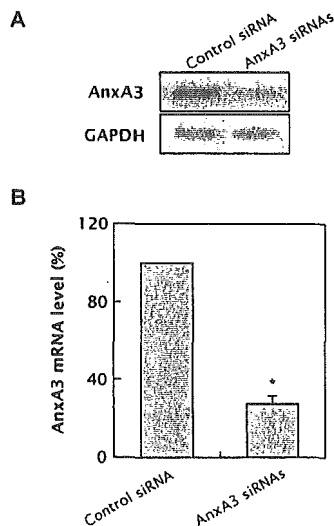 A
Control siRNA
AnxA3 siRNAs
AnxA3
GAPDH
B
AnxA3 mRNA level (%)
120
80
40
0
*
Control siRNA
AnxA3 siRNAs